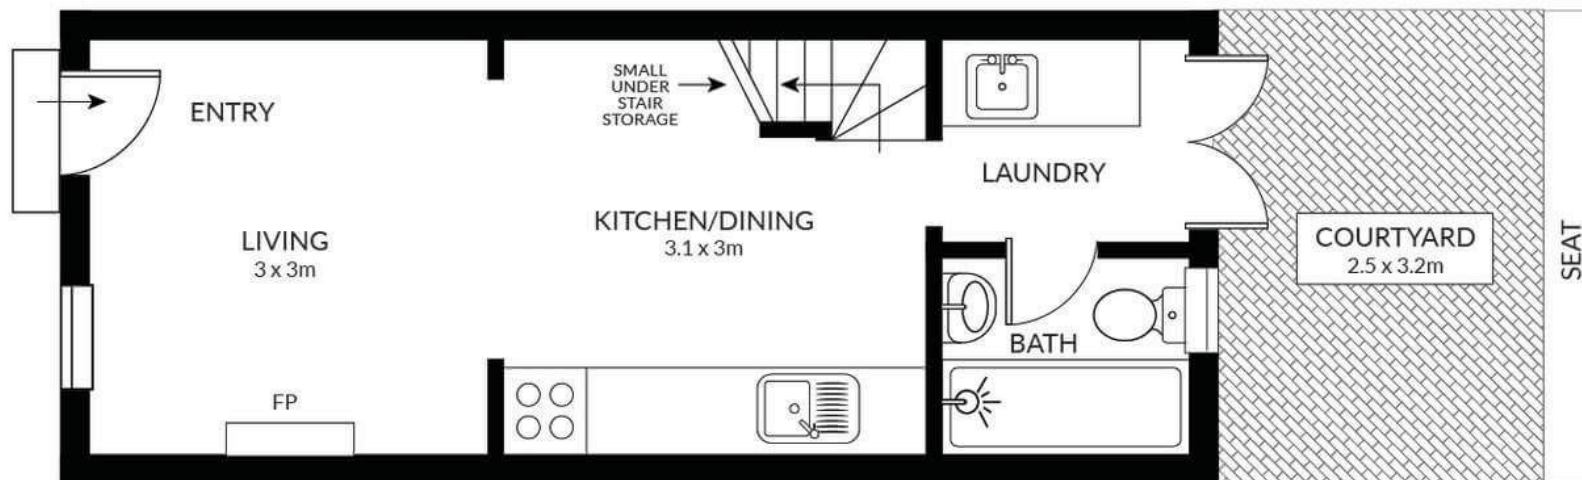 ENTRY
LIVING
3 x 3m
FP
SMALL
UNDER
STAIR
STORAGE
KITCHEN/DINING
3.1 x 3m
LAUNDRY
BATH
COURTYARD
2.5 x 3.2m
SEAT